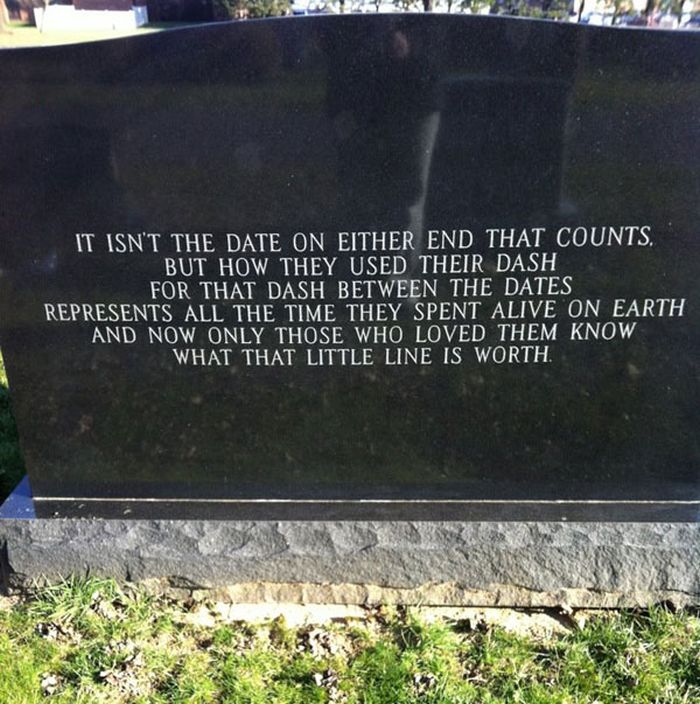 IT ISN'T THE DATE ON EITHER END THAT COUNTS,
BUT HOW THEY USED THEIR DASH
FOR THAT DASH BETWEEN THE DATES
REPRESENTS ALL THE TIME THEY SPENT ALIVE ON EARTH
AND NOW ONLY THOSE WHO LOVED THEM KNOW
WHAT THAT LITTLE LINE IS WORTH.